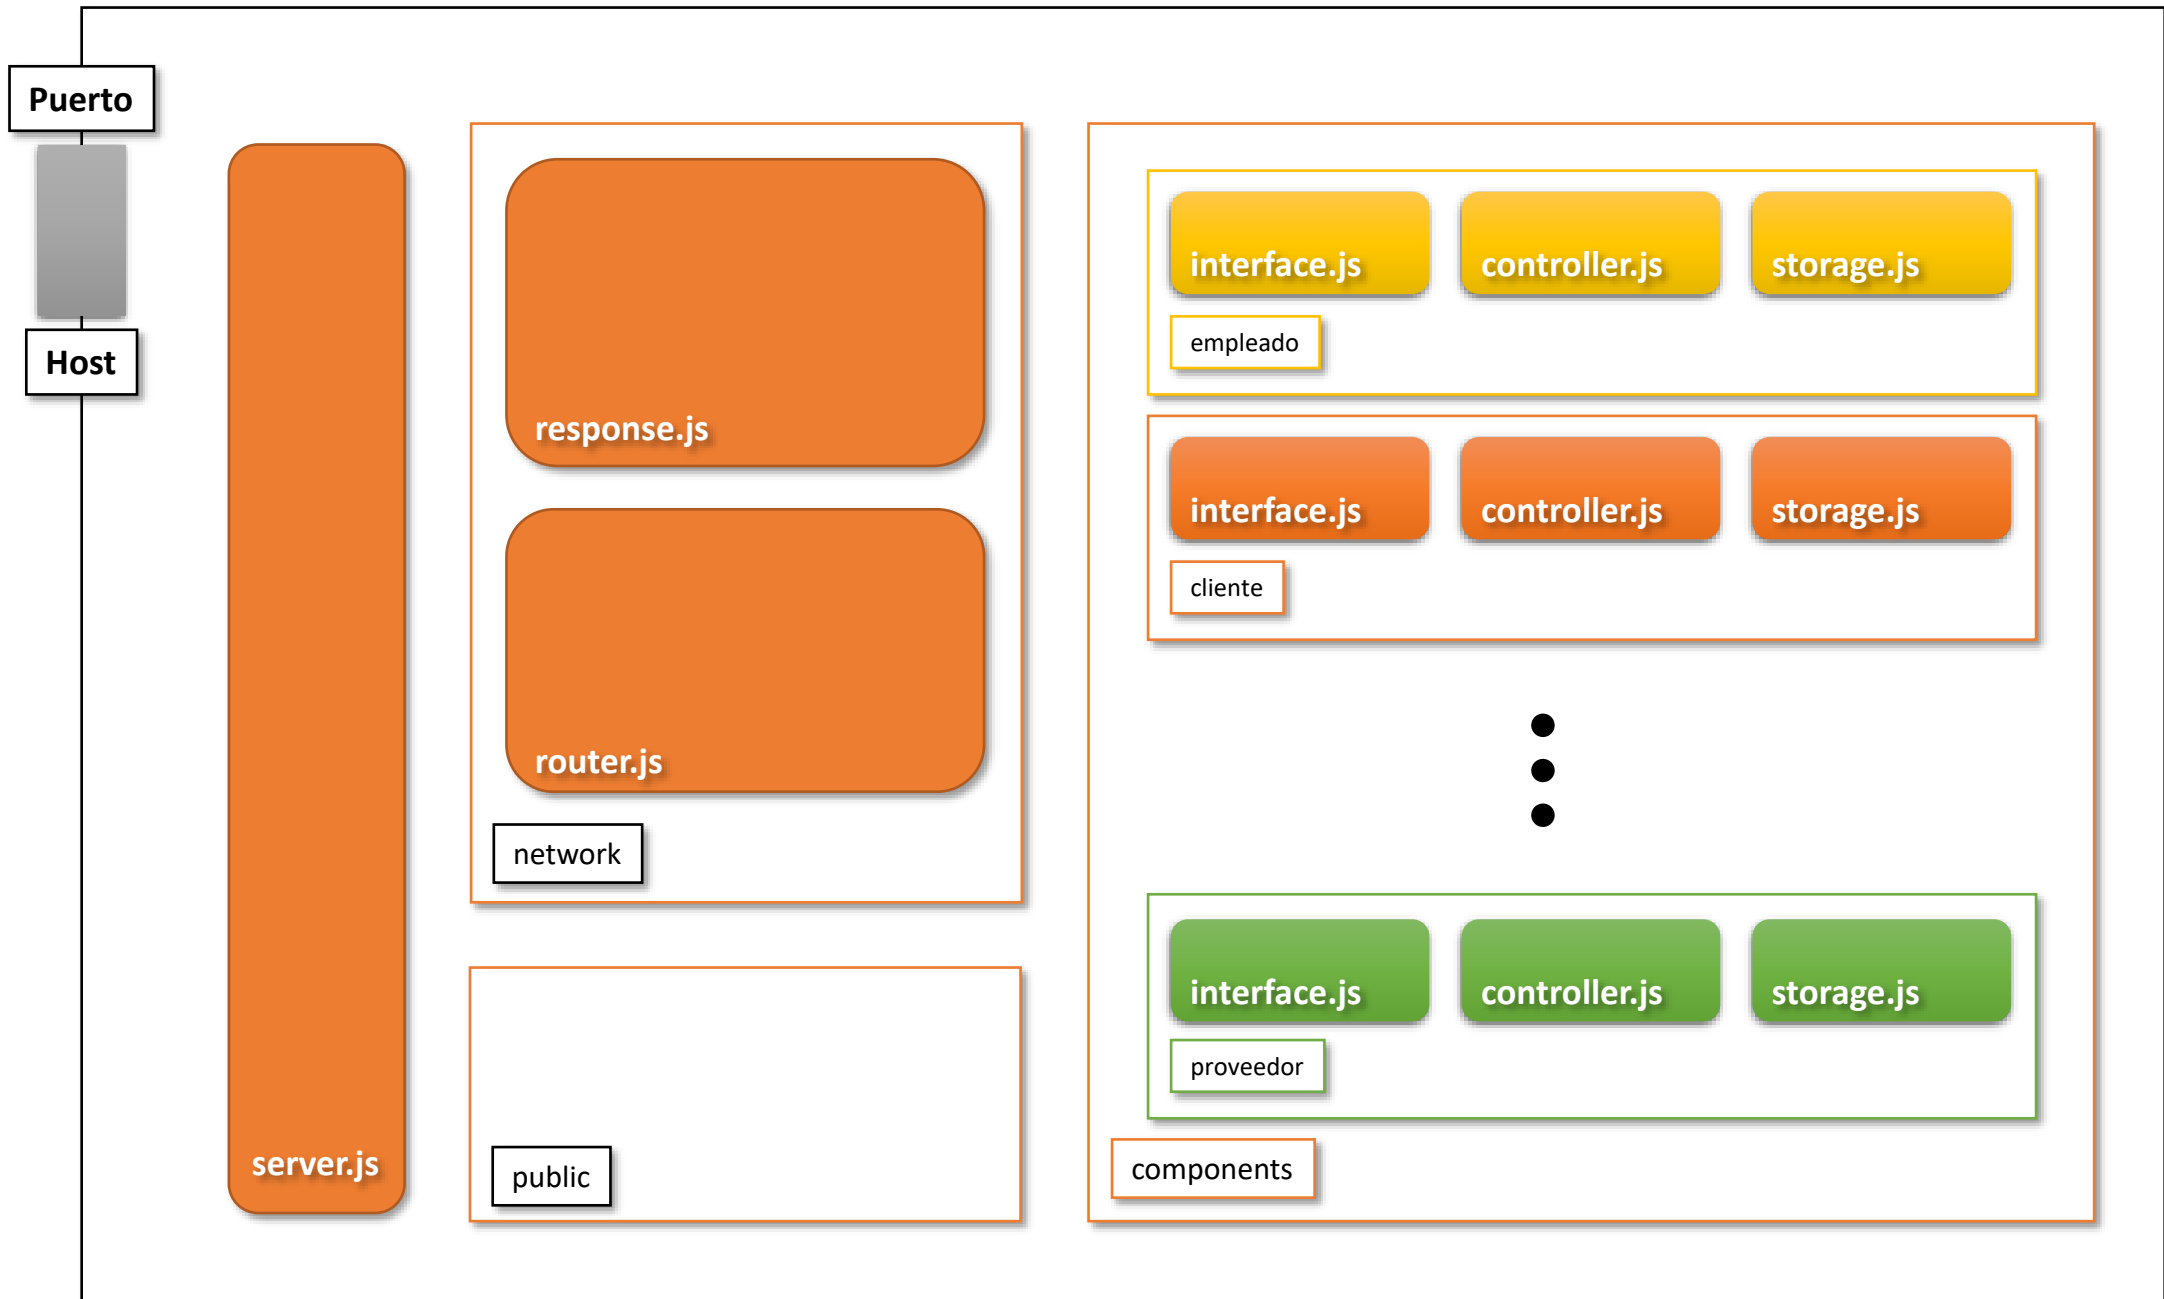 Puerto
Host
server.js
response.js
router.js
network
public
interface.js
controller.js
storage.js
empleado
interface.js
controller.js
storage.js
cliente
interface.js
controller.js
storage.js
proveedor
components